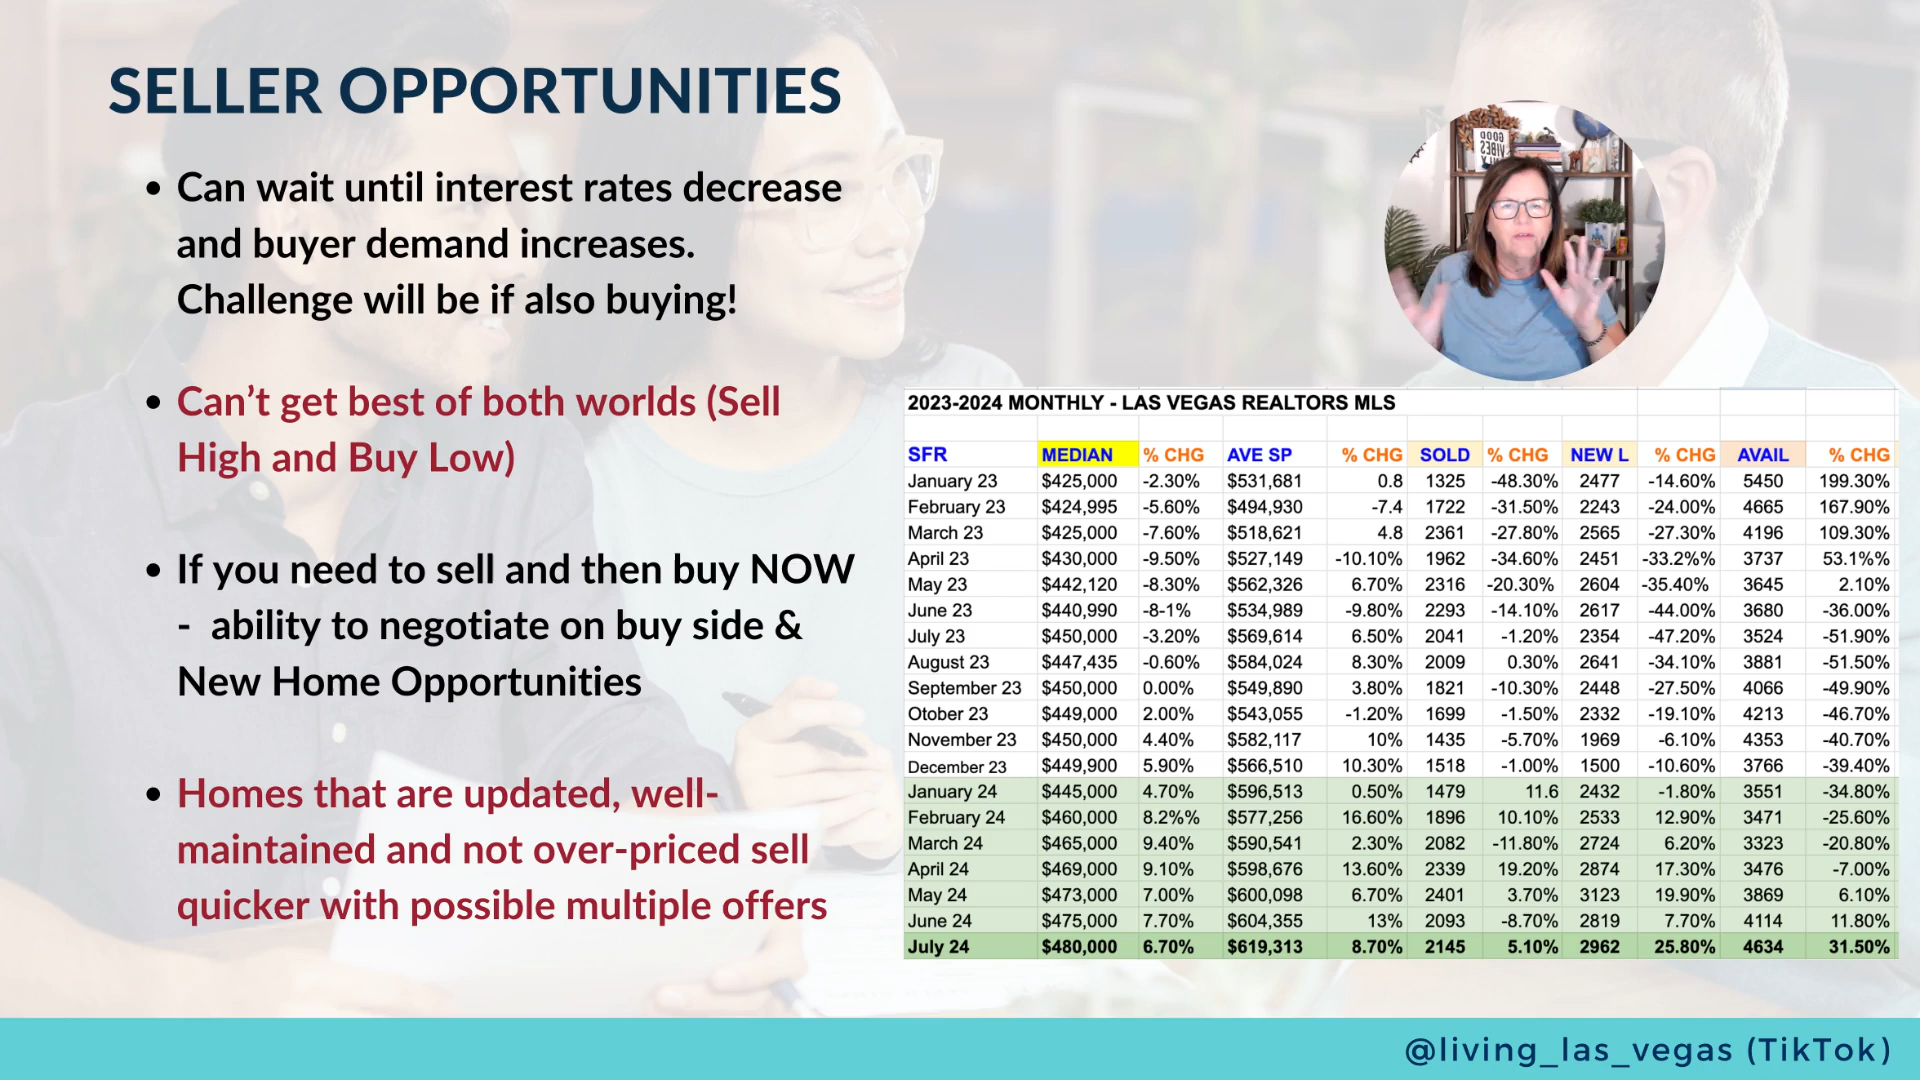 SELLER OPPORTUNITIES
• Can wait until interest rates decrease
and buyer demand increases.
Challenge will be if also buying!
• Can't get best of both worlds (Sell
High and Buy Low)
• If you need to sell and then buy NOW
- ability to negotiate on buy side &
New Home Opportunities
• Homes that are updated, well-
maintained and not over-priced sell
quicker with possible multiple offers
GOOD
VIBES
2023-2024 MONTHLY - LAS VEGAS REALTORS MLS
SFR MEDIAN % CHG AVE SP % CHG SOLD % CHG NEW L % CHG AVAIL % CHG
January 23 $425,000 -2.30% $531,681 0.8 1325 -48.30% 2477 -14.60% 5450 199.30%
February 23 $424,995 -5.60% $494,930 -7.4 1722 -31.50% 2243 -24.00% 4665 167.90%
March 23 $425,000 -7.60% $518,621 4.8 2361 -27.80% 2565 -27.30% 4196 109.30%
April 23 $430,000 -9.50% $527,149 -10.10% 1962 -34.60% 2451 -33.2%% 3737 53.1%%
May 23 $442,120 -8.30% $562,326 6.70% 2316 -20.30% 2604 -35.40% 3645 2.10%
June 23 $440,990 -8-1% $534,989 -9.80% 2293 -14.10% 2617 -44.00% 3680 -36.00%
July 23 $450,000 -3.20% $569,614 6.50% 2041 -1.20% 2354 -47.20% 3524 -51.90%
August 23 $447,435 -0.60% $584,024 8.30% 2009 0.30% 2641 -34.10% 3881 -51.50%
September 23 $450,000 0.00% $549,890 3.80% 1821 -10.30% 2448 -27.50% 4066 -49.90%
Otober 23 $449,000 2.00% $543,055 -1.20% 1699 -1.50% 2332 -19.10% 4213 -46.70%
November 23 $450,000 4.40% $582,117 10% 1435 -5.70% 1969 -6.10% 4353 -40.70%
December 23 $449,900 5.90% $566,510 10.30% 1518 -1.00% 1500 -10.60% 3766 -39.40%
January 24 $445,000 4.70% $596,513 0.50% 1479 11.6 2432 -1.80% 3551 -34.80%
February 24 $460,000 8.2%% $577,256 16.60% 1896 10.10% 2533 12.90% 3471 -25.60%
March 24 $465,000 9.40% $590,541 2.30% 2082 -11.80% 2724 6.20% 3323 -20.80%
April 24 $469,000 9.10% $598,676 13.60% 2339 19.20% 2874 17.30% 3476 -7.00%
May 24 $473,000 7.00% $600,098 6.70% 2401 3.70% 3123 19.90% 3869 6.10%
June 24 $475,000 7.70% $604,355 13% 2093 -8.70% 2819 7.70% 4114 11.80%
July 24 $480,000 6.70% $619,313 8.70% 2145 5.10% 2962 25.80% 4634 31.50%
@living_las_vegas (TikTok)